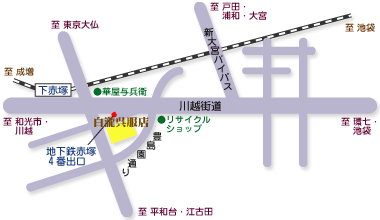 至 戸田・
浦和・大宮
至 東京大仏
新大宮バイパス
至 池袋
至 成増
下赤塚
●華屋与兵衛
川越街道
至 和光市・
川越
白瀧呉服店
●リサイクル
ショップ
至 環七・
池袋
地下鉄赤塚
4番出口
豊島園通り
至 平和台・江古田